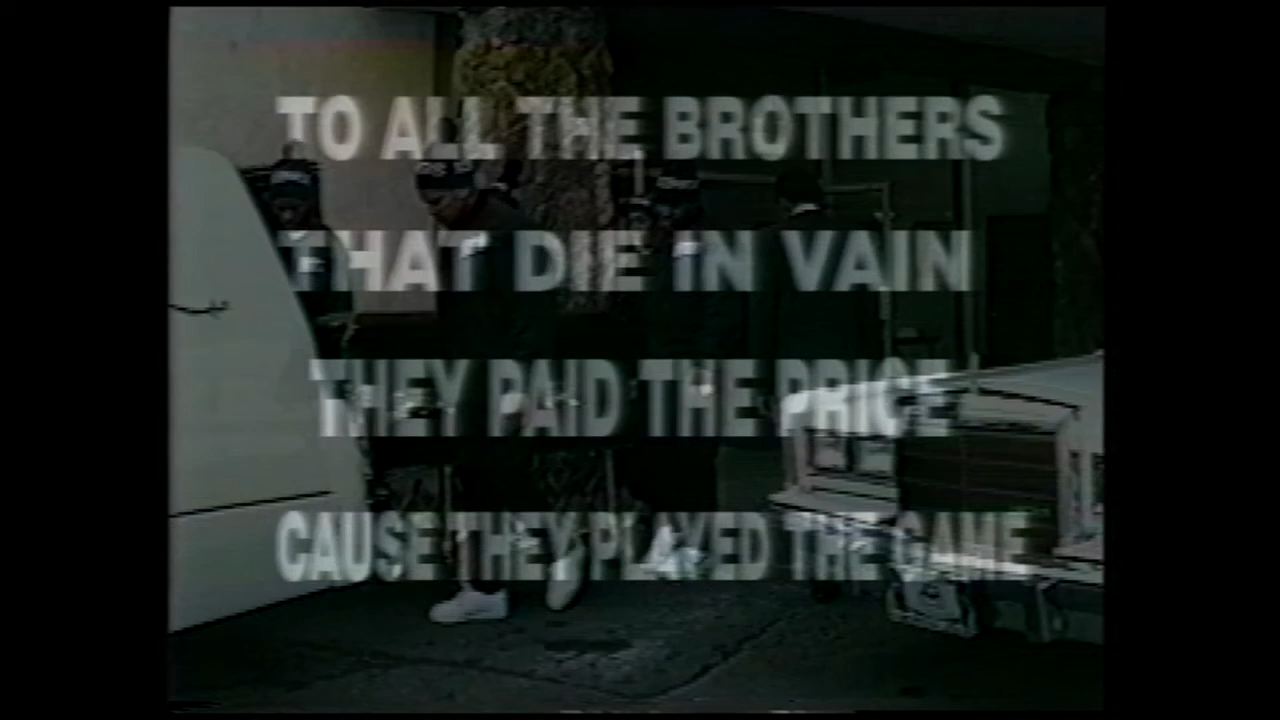 TO ALL THE BROTHERS
THAT DIE IN VAIN
THEY PAID THE PRICE
CAUSE THEY PLAYED THE GAME